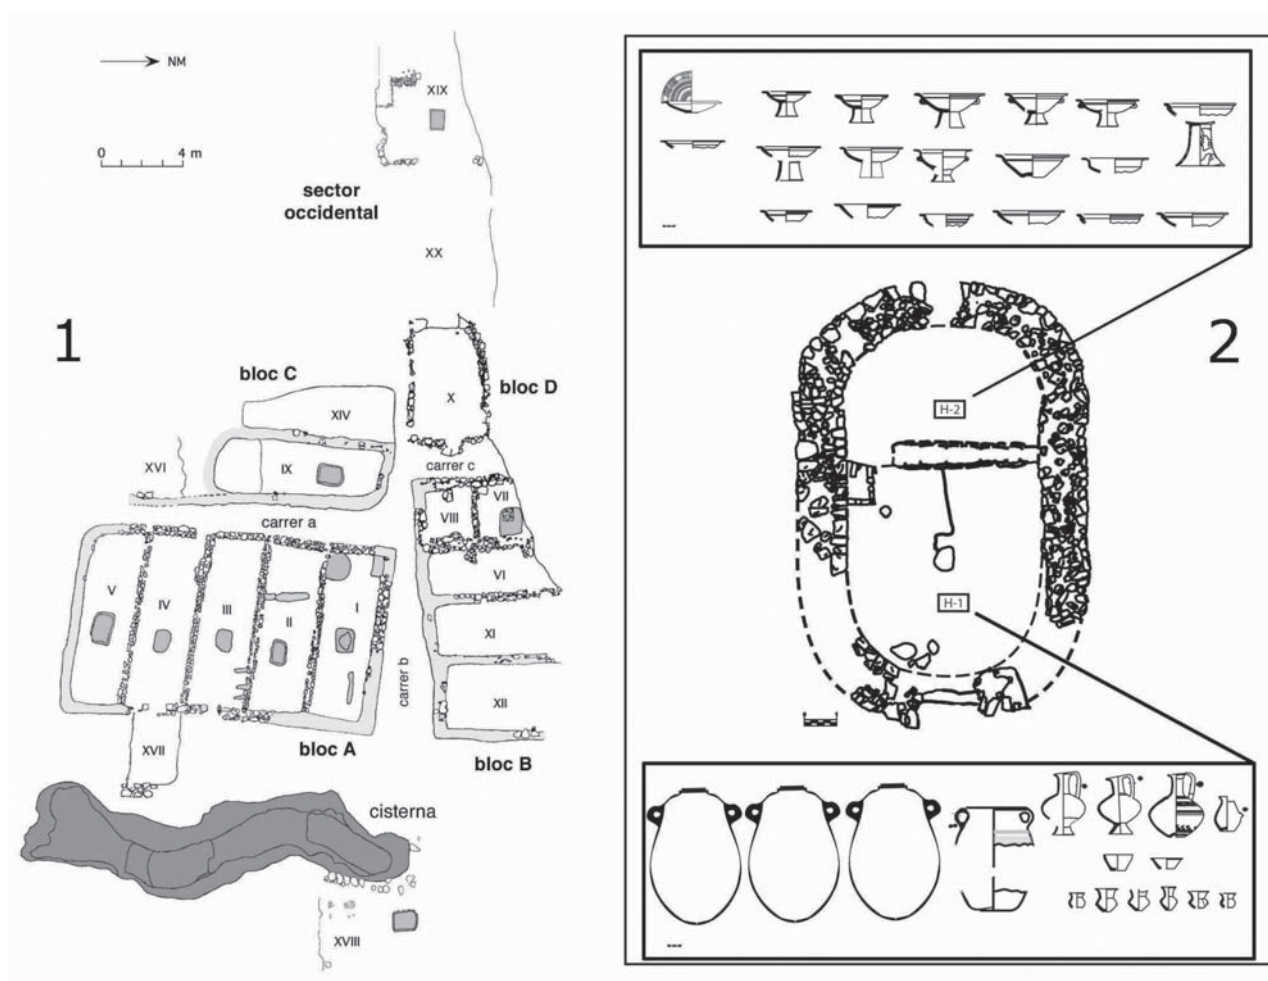 NM
0 4 m
XIX
sector
occidental
XX
1
bloc C
bloc D
XIV
X
XVI
IX
carrer c
VII
VIII
carrer a
VI
V
IV
III
II
I
XI
carrer b
XII
XVII
bloc A
bloc B
cisterna
XVIII
2
H-2
H-1